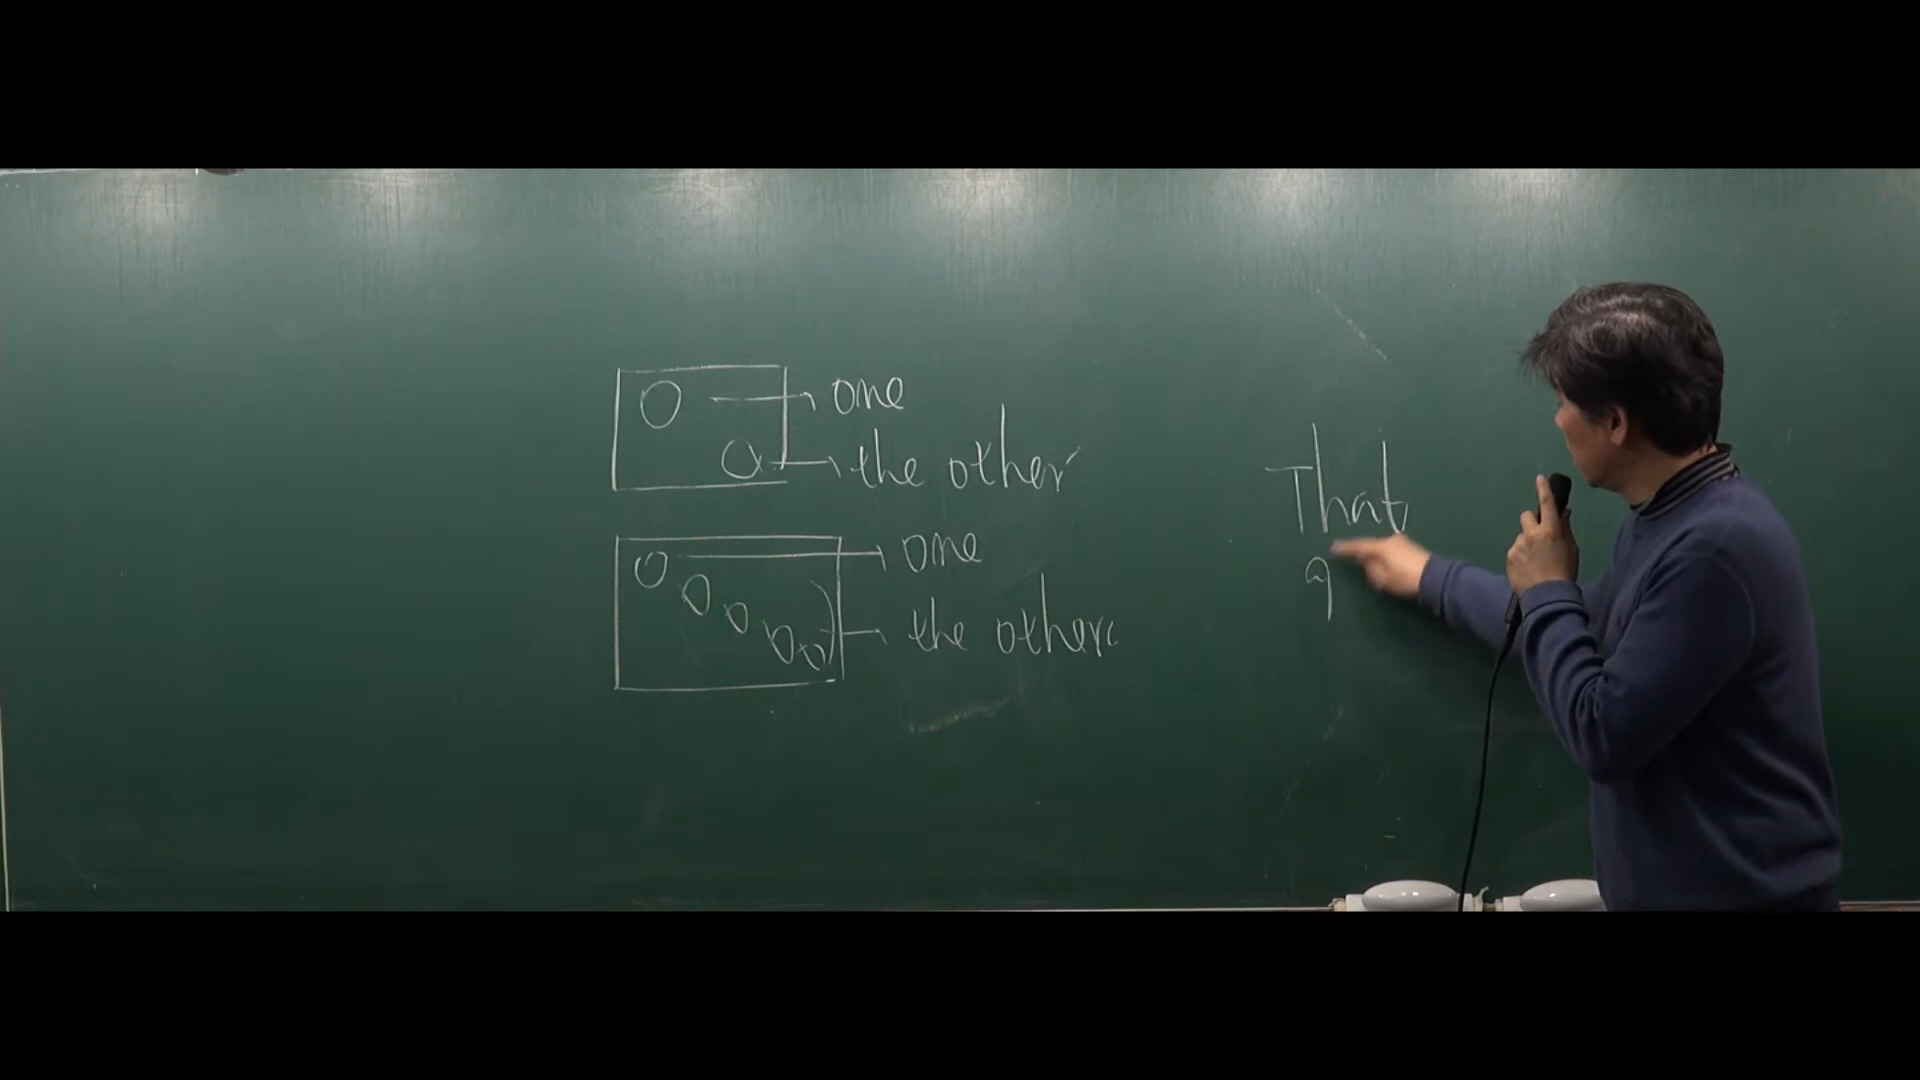 one
the other
one
the others
That